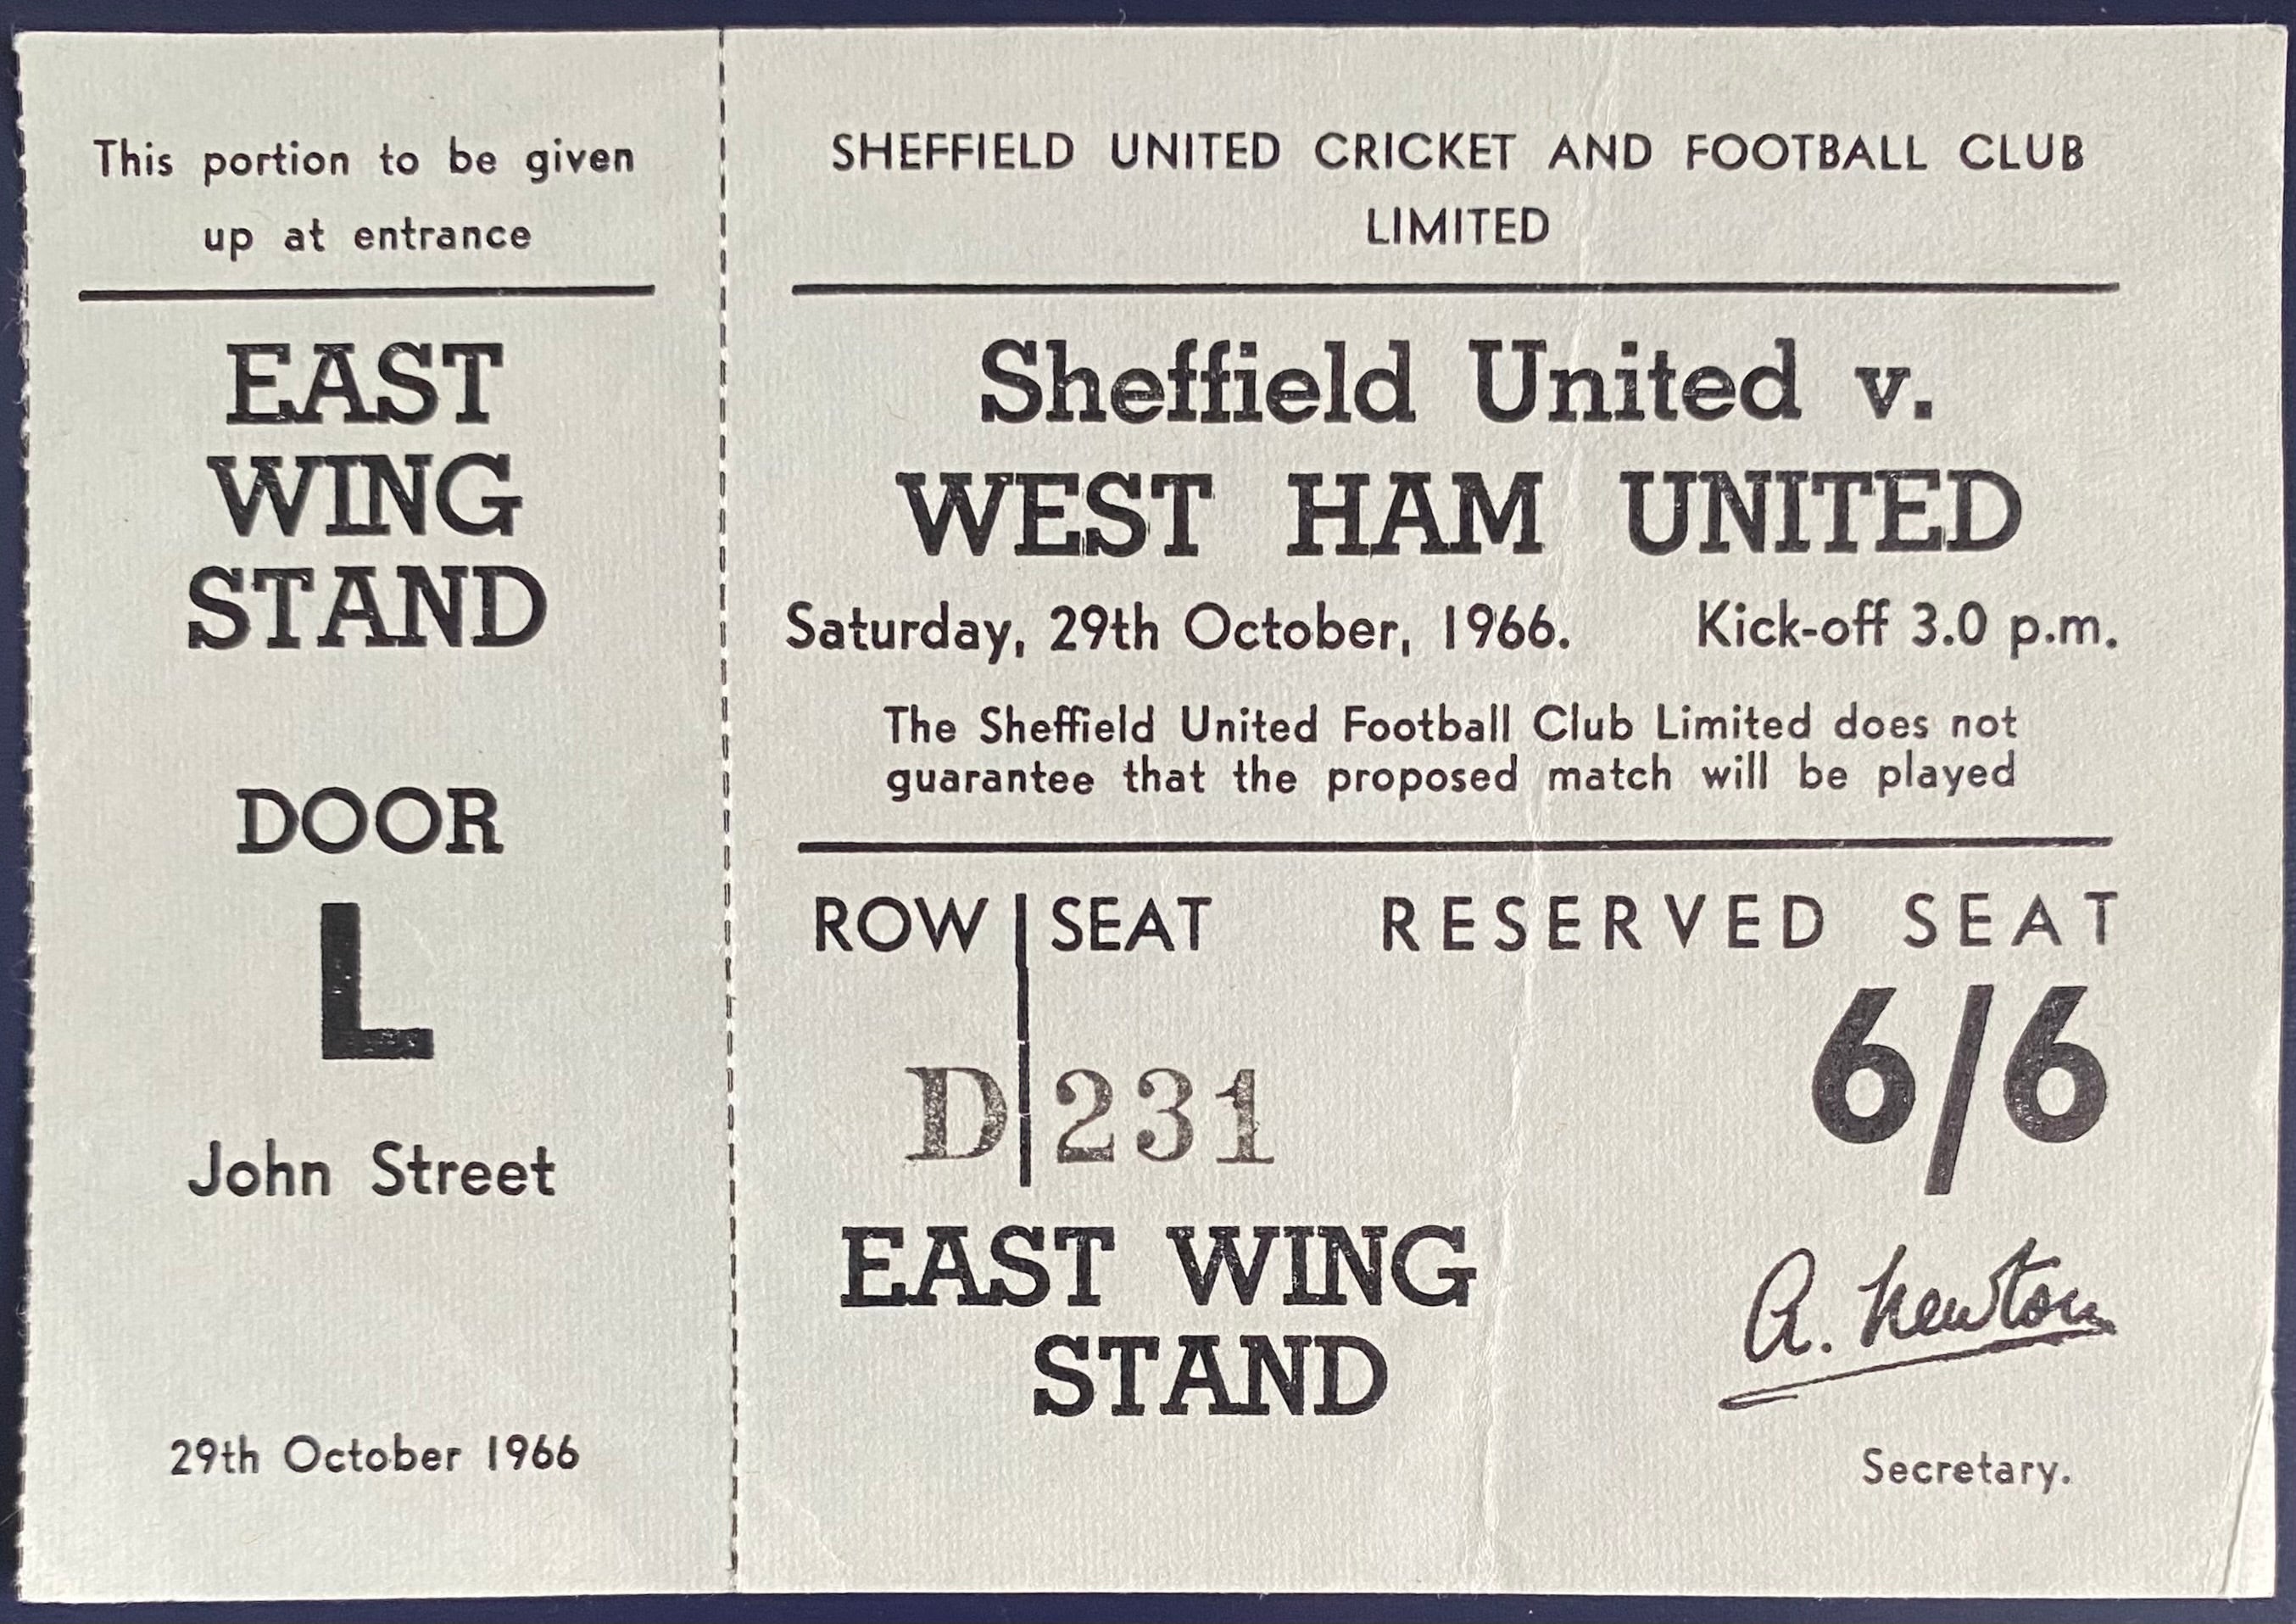 This portion to be given
up at entrance
EAST
WING
STAND
DOOR
L
John Street
29th October 1966
SHEFFIELD UNITED CRICKET AND FOOTBALL CLUB
LIMITED
Sheffield United v.
WEST HAM UNITED
Saturday, 29th October, 1966. Kick-off 3.0 p.m.
The Sheffield United Football Club Limited does not
guarantee that the proposed match will be played
ROW SEAT RESERVED SEAT
D 231 6/6
EAST WING
STAND
A. Newton
Secretary.